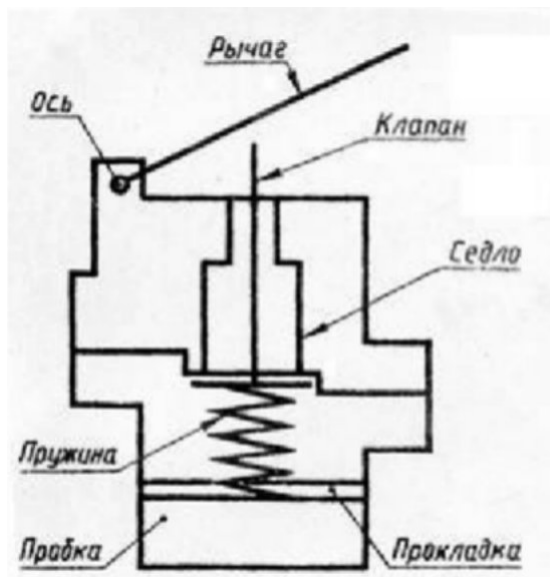 Рычаг
Ось
Клапан
Седло
Пружина
Пробка
Прокладка